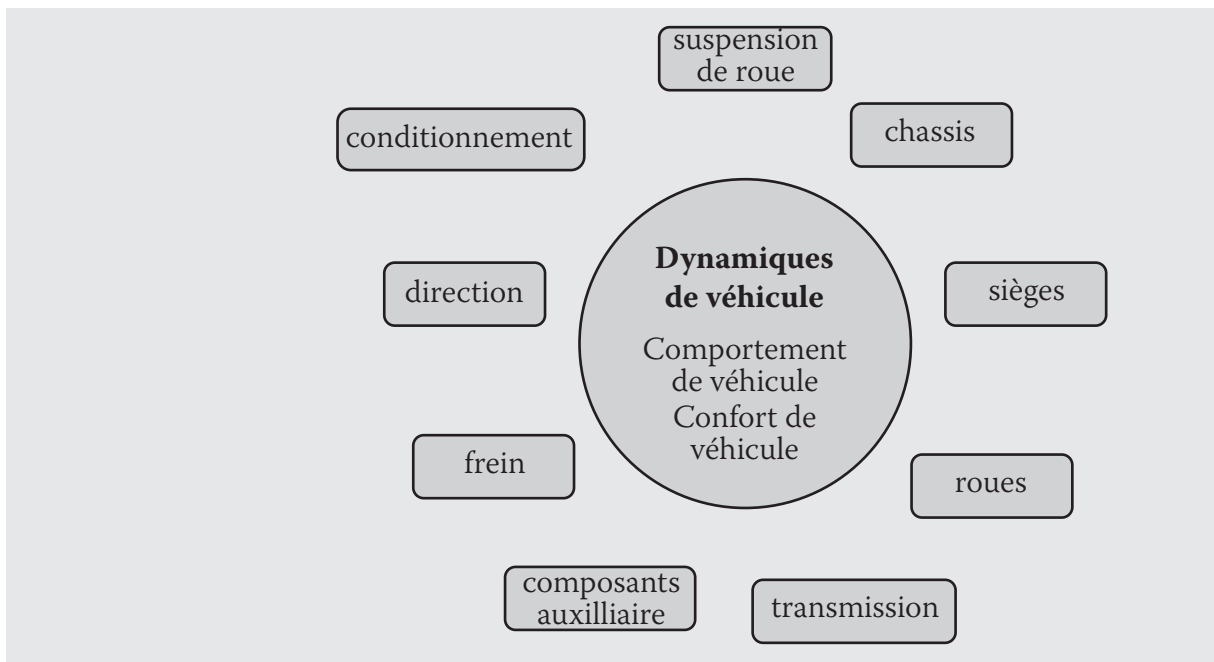 suspension
de roue
conditionnement
chassis
Dynamiques
de véhicule
direction
sièges
Comportement
de véhicule
Confort de
véhicule
frein
roues
composants
auxilliaire
transmission